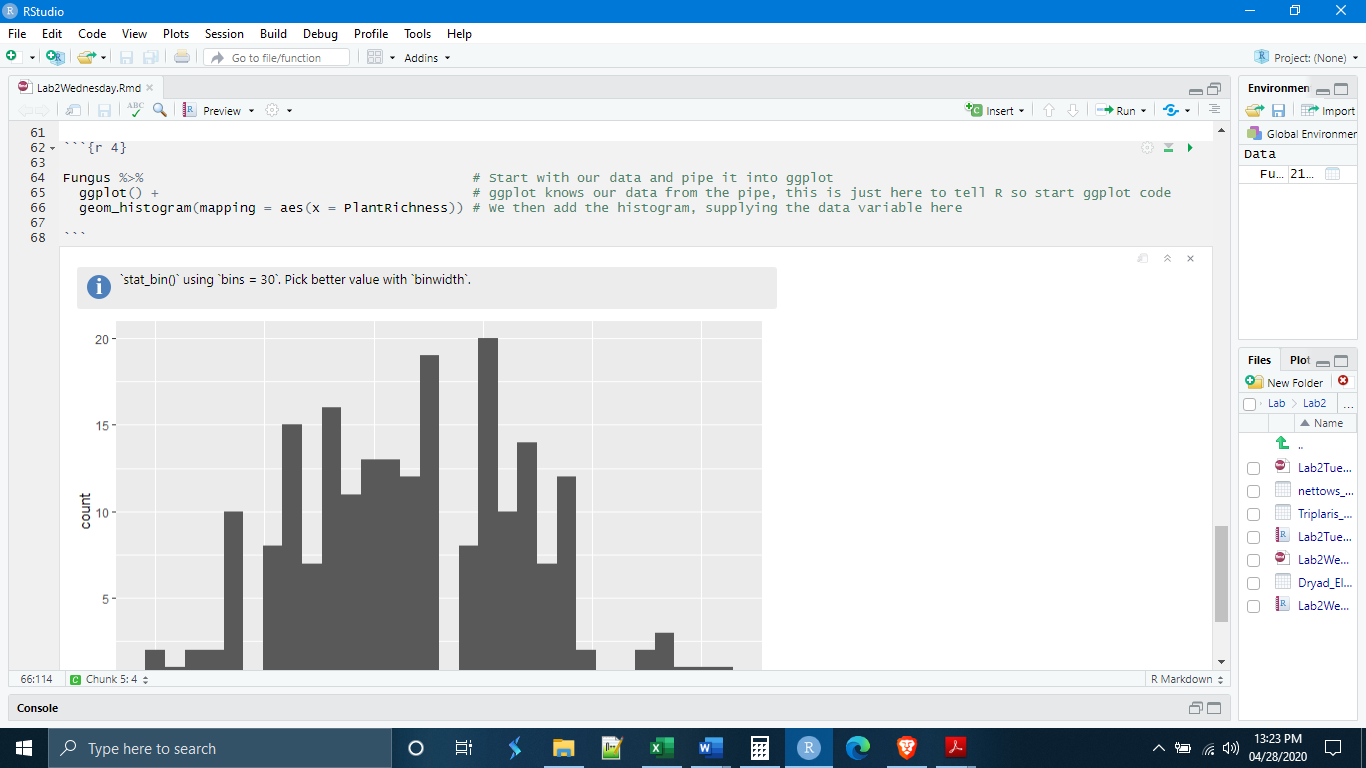 RStudio
File Edit Code View Plots Session Build Debug Profile Tools Help
Go to file/function Addins Project: (None)
Lab2Wednesday.Rmd
ABC Preview Insert Run
61
62 ```{r 4}
63
64 Fungus %>% # Start with our data and pipe it into ggplot
65 ggplot() + # ggplot knows our data from the pipe, this is just here to tell R so start ggplot code
66 geom_histogram(mapping = aes(x = PlantRichness)) # We then add the histogram, supplying the data variable here
67
68 ```
`stat_bin()` using `bins = 30`. Pick better value with `binwidth`.
20
15
10
5
count
66:114 Chunk 5: 4 R Markdown
Console
Environmen
Import
Global Environmen
Data
Fu... 21...
Files Plot
New Folder
Lab Lab2 ...
Name
..
Lab2Tue...
nettows_...
Triplaris_...
Lab2Tue...
Lab2We...
Dryad_El...
Lab2We...
Type here to search
13:23 PM
04/28/2020